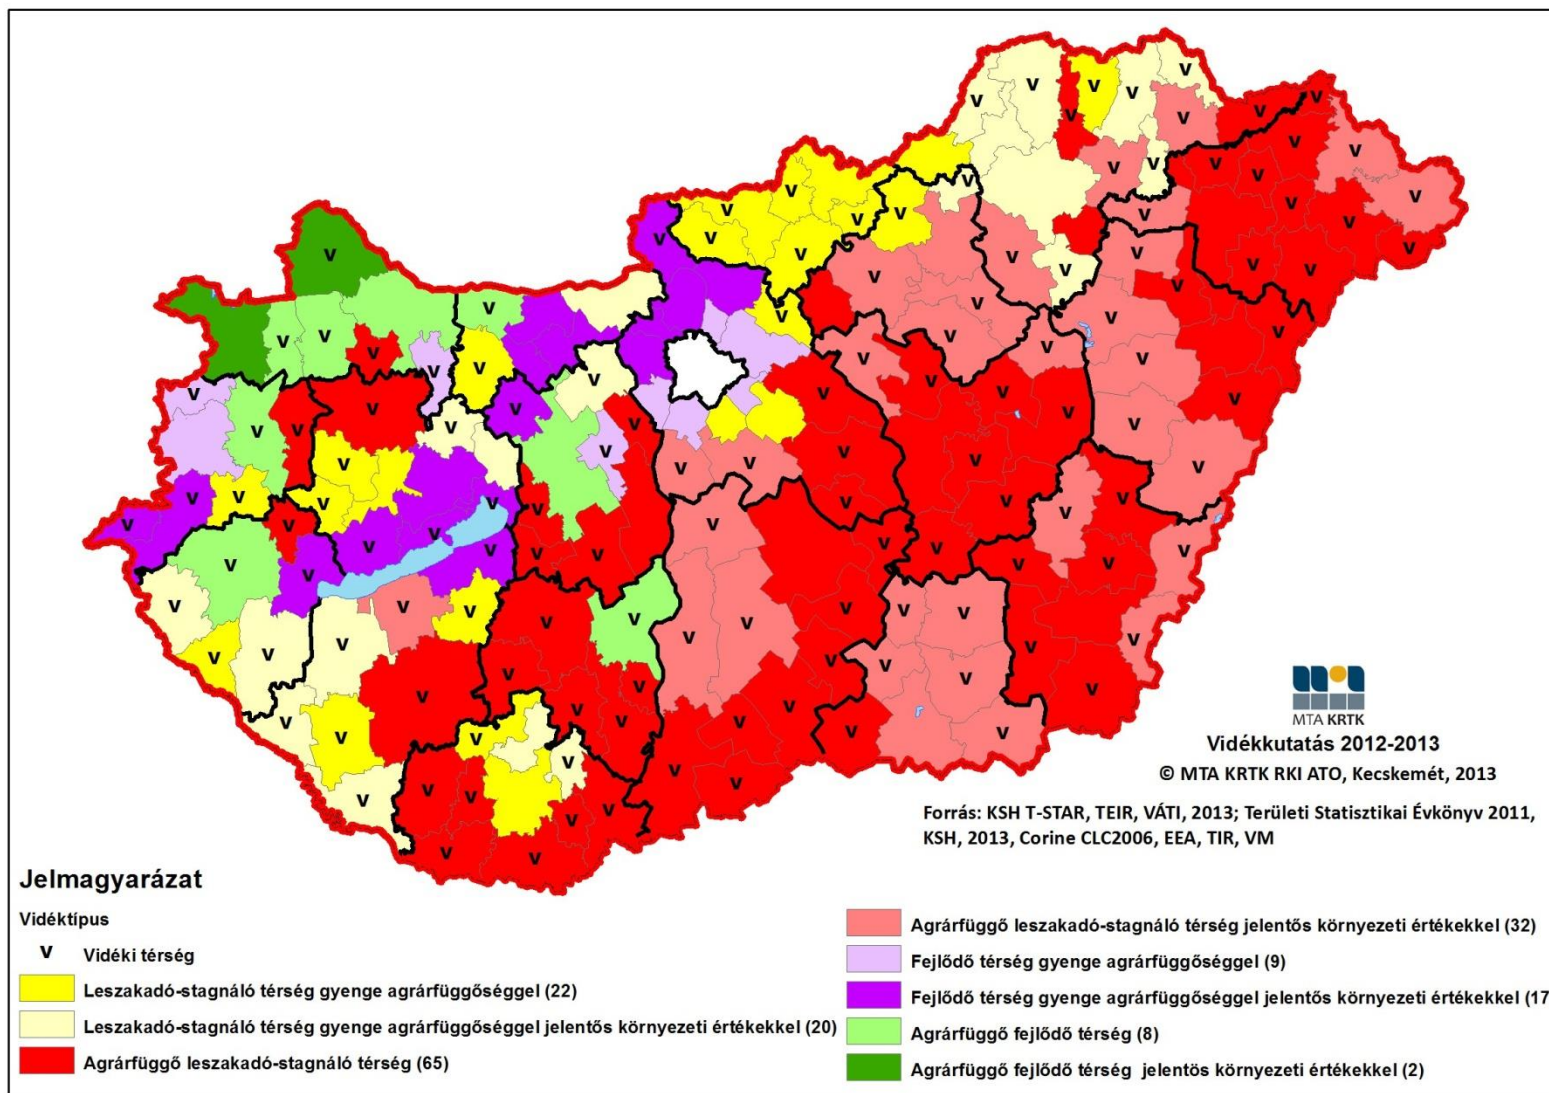 MTA KRTK
Vidékkutatás 2012-2013
© MTA KRTK RKI ATO, Kecskemét, 2013
Forrás: KSH T-STAR, TEIR, VÁTI, 2013; Területi Statisztikai Évkönyv 2011,
KSH, 2013, Corine CLC2006, EEA, TIR, VM
Jelmagyarázat
Vidéktípus
v Vidéki térség
Leszakadó-stagnáló térség gyenge agrárfüggőséggel (22)
Leszakadó-stagnáló térség gyenge agrárfüggőséggel jelentős környezeti értékekkel (20)
Agrárfüggő leszakadó-stagnáló térség (65)
Agrárfüggő leszakadó-stagnáló térség jelentős környezeti értékekkel (32)
Fejlődő térség gyenge agrárfüggőséggel (9)
Fejlődő térség gyenge agrárfüggőséggel jelentős környezeti értékekkel (17
Agrárfüggő fejlődő térség (8)
Agrárfüggő fejlődő térség jelentös környezeti értékekkel (2)